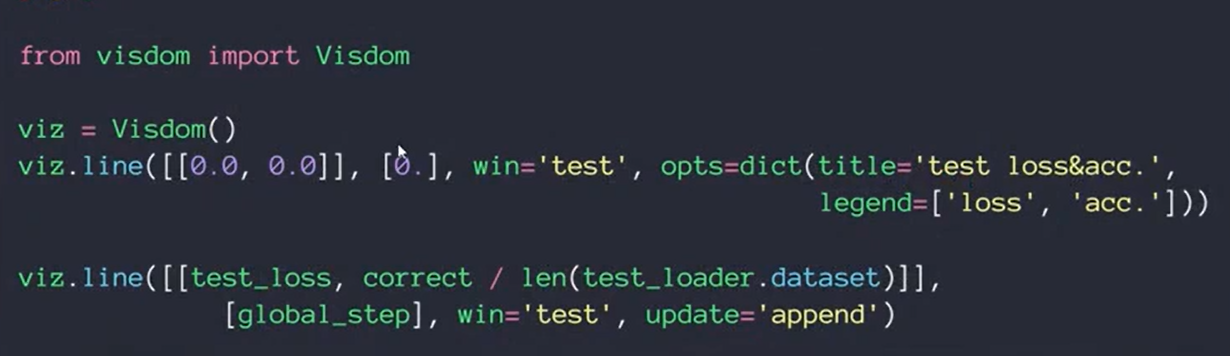 from visdom import Visdom
viz = Visdom()
viz.line([[0.0, 0.0]], [0.], win='test', opts=dict(title='test loss&acc.',
legend=['loss', 'acc.']))
viz.line([[test_loss, correct / len(test_loader.dataset)]],
[global_step], win='test', update='append')